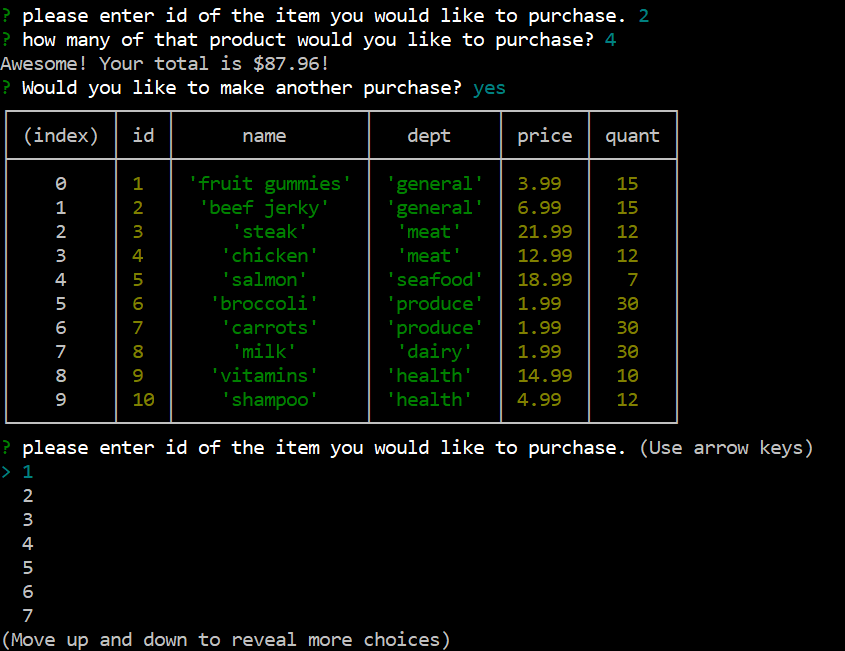 ? please enter id of the item you would like to purchase. 2
? how many of that product would you like to purchase? 4
Awesome! Your total is $87.96!
? Would you like to make another purchase? yes
(index) id name dept price quant
0 1 'fruit gummies' 'general' 3.99 15
1 2 'beef jerky' 'general' 6.99 15
2 3 'steak' 'meat' 21.99 12
3 4 'chicken' 'meat' 12.99 12
4 5 'salmon' 'seafood' 18.99 7
5 6 'broccoli' 'produce' 1.99 30
6 7 'carrots' 'produce' 1.99 30
7 8 'milk' 'dairy' 1.99 30
8 9 'vitamins' 'health' 14.99 10
9 10 'shampoo' 'health' 4.99 12
? please enter id of the item you would like to purchase. (Use arrow keys)
> 1
2
3
4
5
6
7
(Move up and down to reveal more choices)